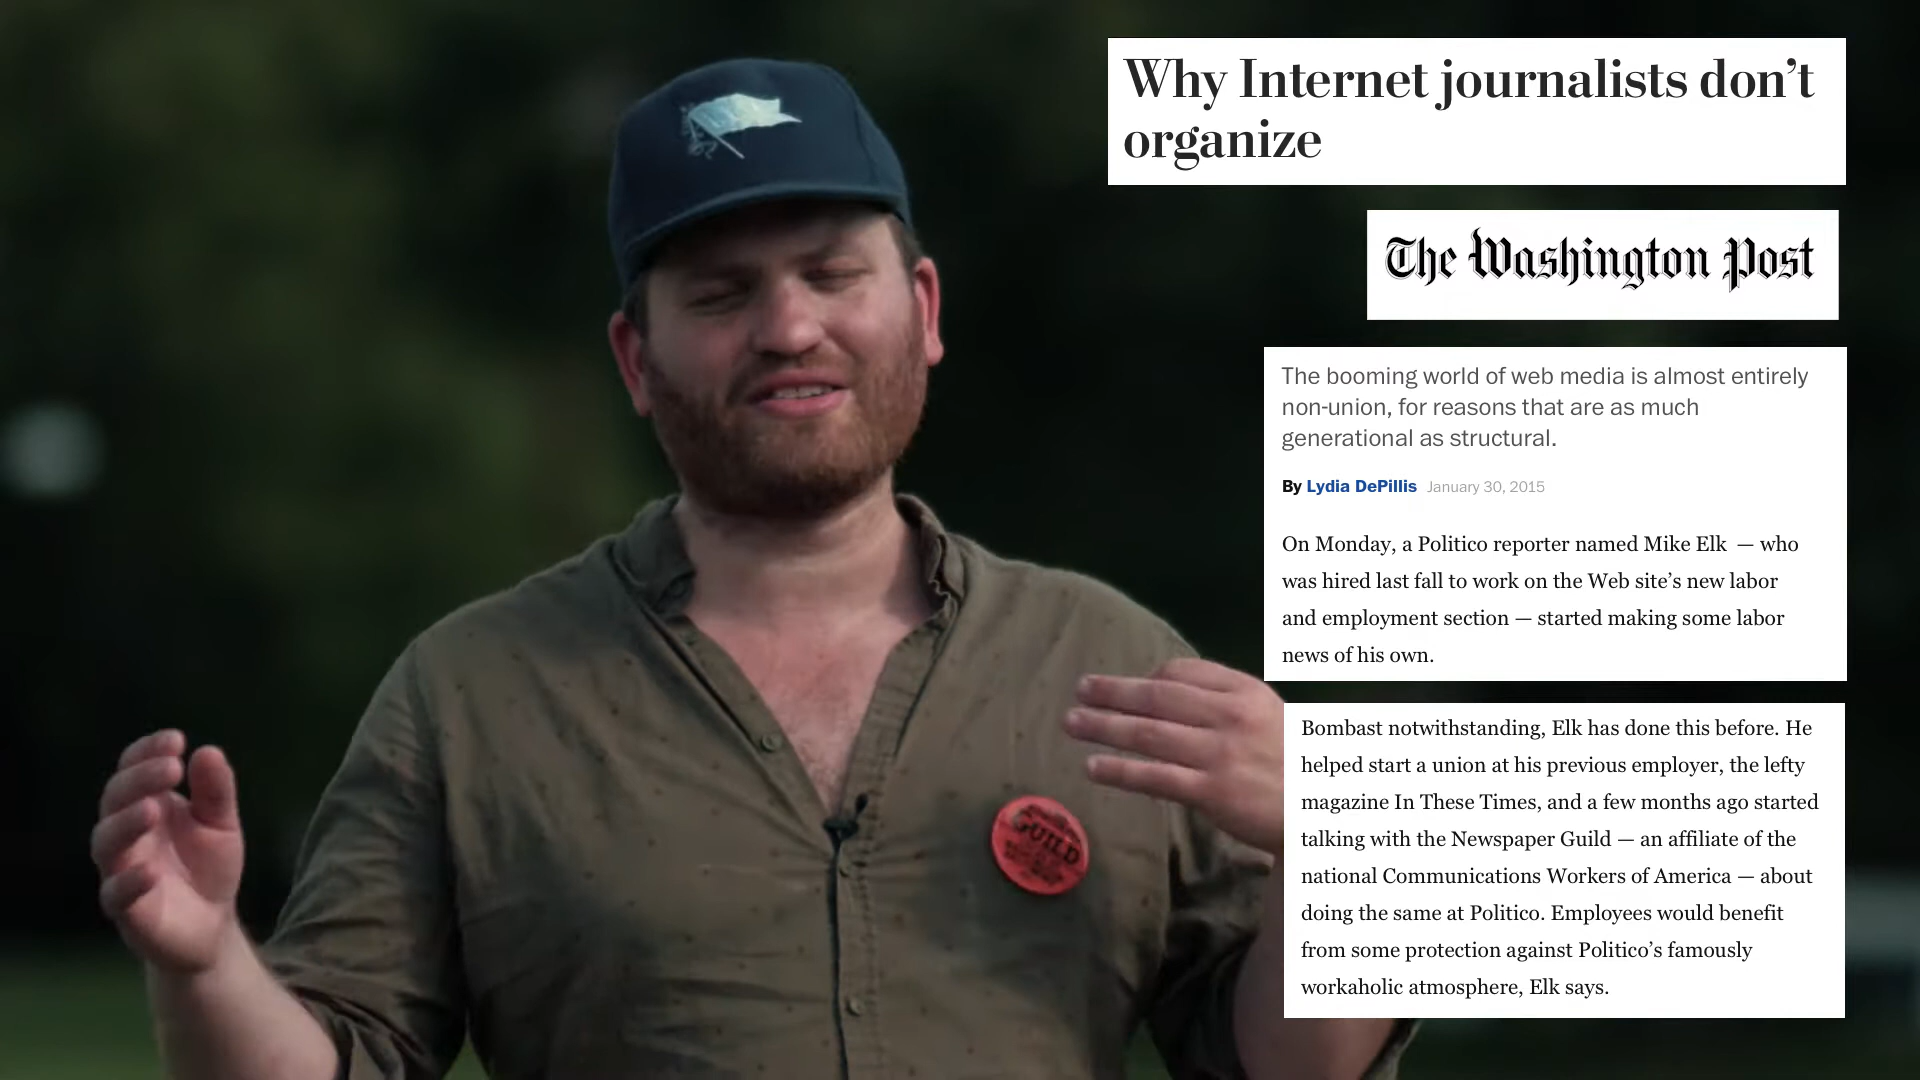 Why Internet journalists don't
organize
The Washington Post
The booming world of web media is almost entirely
non-union, for reasons that are as much
generational as structural.
By Lydia DePillis January 30, 2015
On Monday, a Politico reporter named Mike Elk — who
was hired last fall to work on the Web site's new labor
and employment section — started making some labor
news of his own.
Bombast notwithstanding, Elk has done this before. He
helped start a union at his previous employer, the lefty
magazine In These Times, and a few months ago started
talking with the Newspaper Guild — an affiliate of the
national Communications Workers of America — about
doing the same at Politico. Employees would benefit
from some protection against Politico's famously
workaholic atmosphere, Elk says.
GUILD